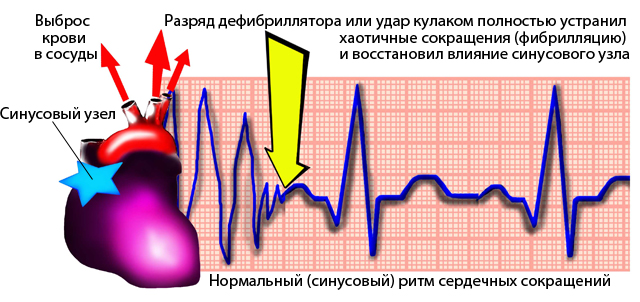 Выброс
крови
в сосуды
Разряд дефибриллятора или удар кулаком полностью устранил
хаотичные сокращения (фибрилляцию)
и восстановил влияние синусового узла
Синусовый узел
Нормальный (синусовый) ритм сердечных сокращений